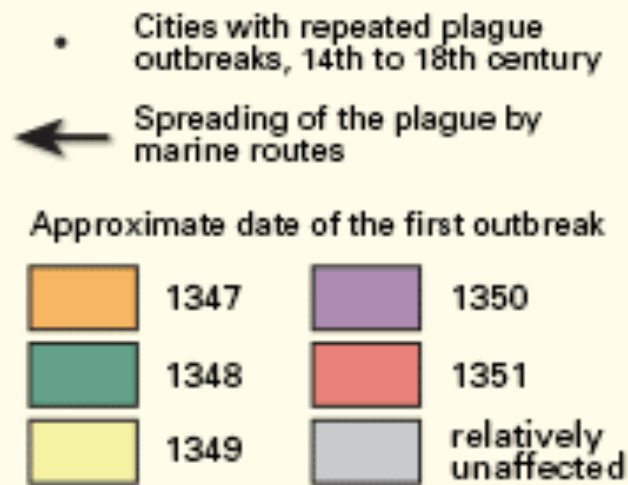 Cities with repeated plague
outbreaks, 14th to 18th century
Spreading of the plague by
marine routes
Approximate date of the first outbreak
1347
1350
1348
1351
1349
relatively
unaffected